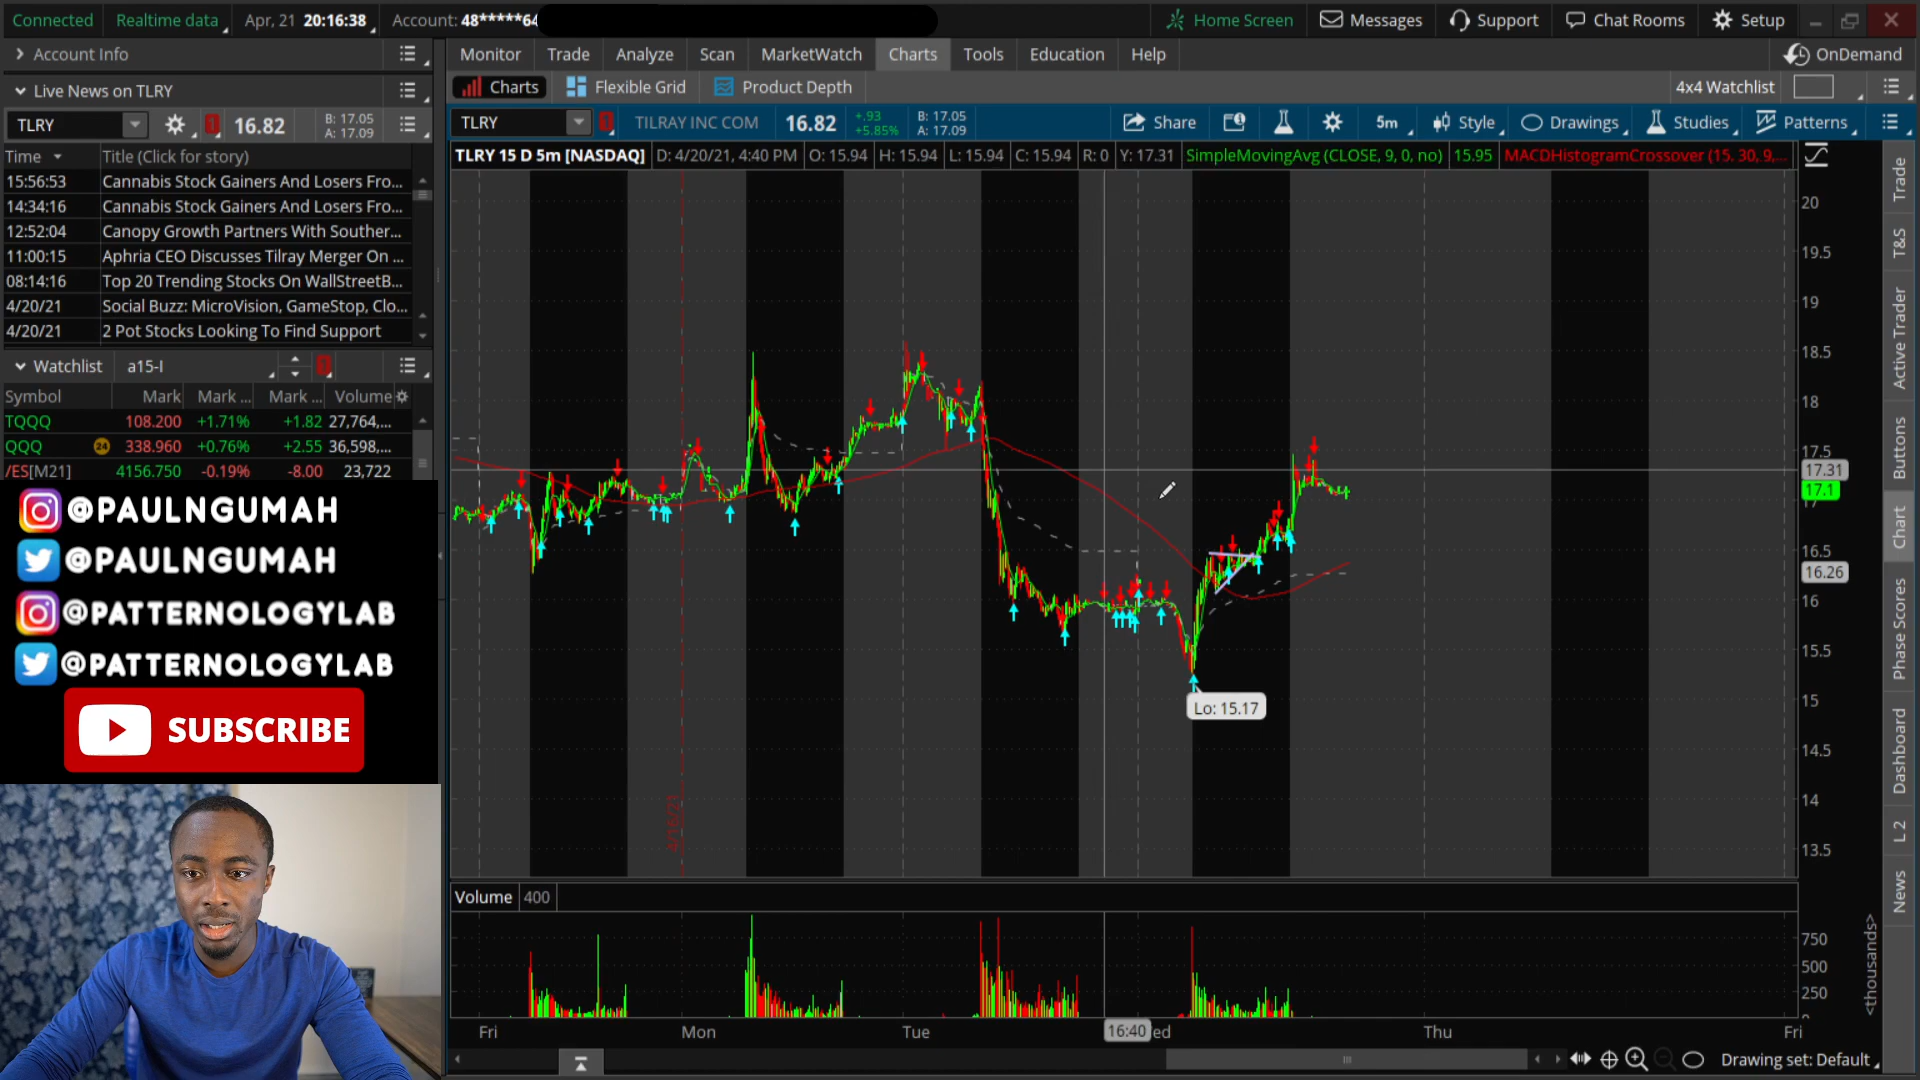 Connected Realtime data Apr, 21 20:16:38 Account: 48*****64 Home Screen Messages Support Chat Rooms Setup
Account Info
Monitor Trade Analyze Scan MarketWatch Charts Tools Education Help OnDemand
Live News on TLRY
Charts Flexible Grid Product Depth 4x4 Watchlist
TLRY 16.82 B: 17.05 A: 17.09
TLRY TILRAY INC COM 16.82 +.93 +5.85% B: 17.05 A: 17.09 Share 5m Style Drawings Studies Patterns
TLRY 15 D 5m [NASDAQ] D: 4/20/21, 4:40 PM O: 15.94 H: 15.94 L: 15.94 C: 15.94 R: 0 Y: 17.31 SimpleMovingAvg (CLOSE, 9, 0, no) 15.95 MACDHistogramCrossover (15, 30, 9,...
Time Title (Click for story)
15:56:53 Cannabis Stock Gainers And Losers Fro...
14:34:16 Cannabis Stock Gainers And Losers Fro...
12:52:04 Canopy Growth Partners With Souther...
11:00:15 Aphria CEO Discusses Tilray Merger On ...
08:14:16 Top 20 Trending Stocks On WallStreetB...
4/20/21 Social Buzz: MicroVision, GameStop, Clo...
4/20/21 2 Pot Stocks Looking To Find Support
Watchlist a15-I
Symbol Mark Mark ... Mark ... Volume
TQQQ 108.200 +1.71% +1.82 27,764,...
QQQ 24 338.960 +0.76% +2.55 36,598,...
/ES[M21] 4156.750 -0.19% -8.00 23,722
@PAULNGUMAH
@PAULNGUMAH
@PATTERNOLOGYLAB
@PATTERNOLOGYLAB
SUBSCRIBE
20
19.5
19
18.5
18
17.5
17.31
17.1
17
16.5
16.26
16
15.5
15
14.5
14
13.5
Lo: 15.17
4/16/21
Volume 400
750
500
250
<thousands>
Fri Mon Tue 16:40 ed Thu Fri
Drawing set: Default
Trade
T&S
Active Trader
Buttons
Chart
Phase Scores
Dashboard
L 2
News